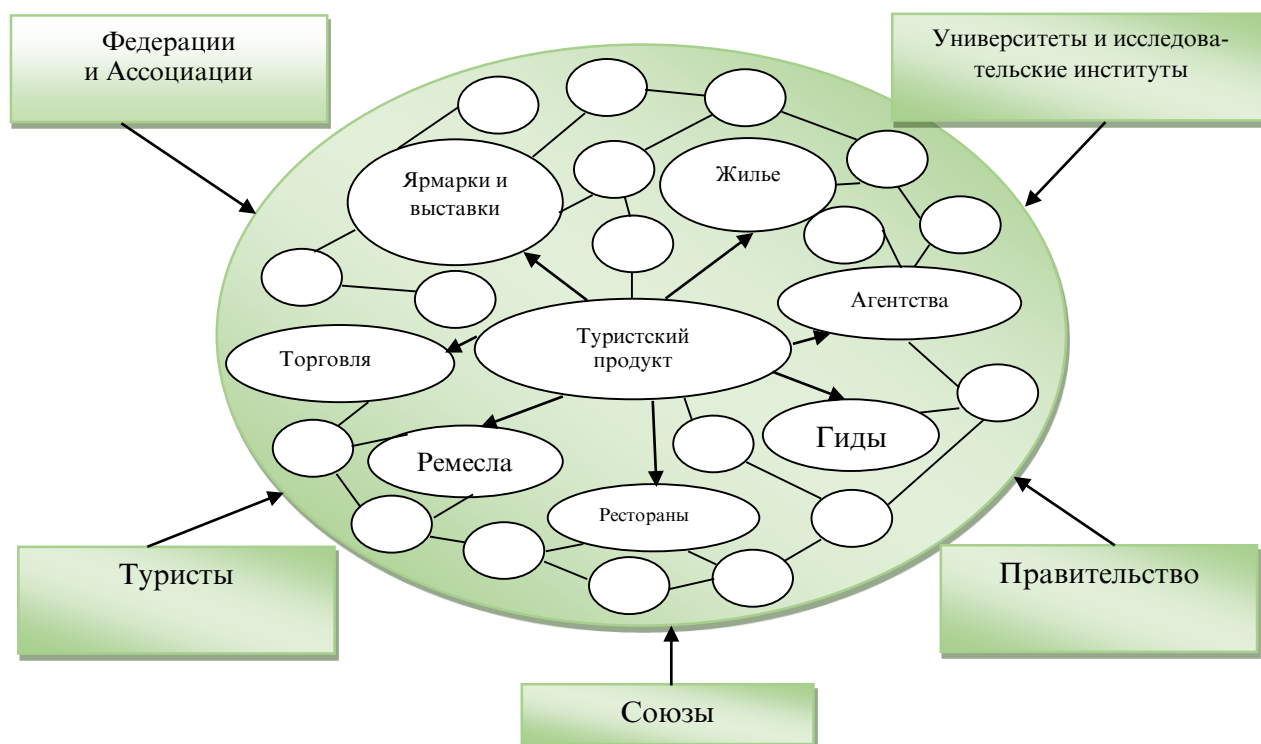 Федерации
и Ассоциации
Университеты и исследова-
тельские институты
Ярмарки и
выставки
Жилье
Агентства
Туристский
продукт
Торговля
Гиды
Ремесла
Рестораны
Туристы
Правительство
Союзы